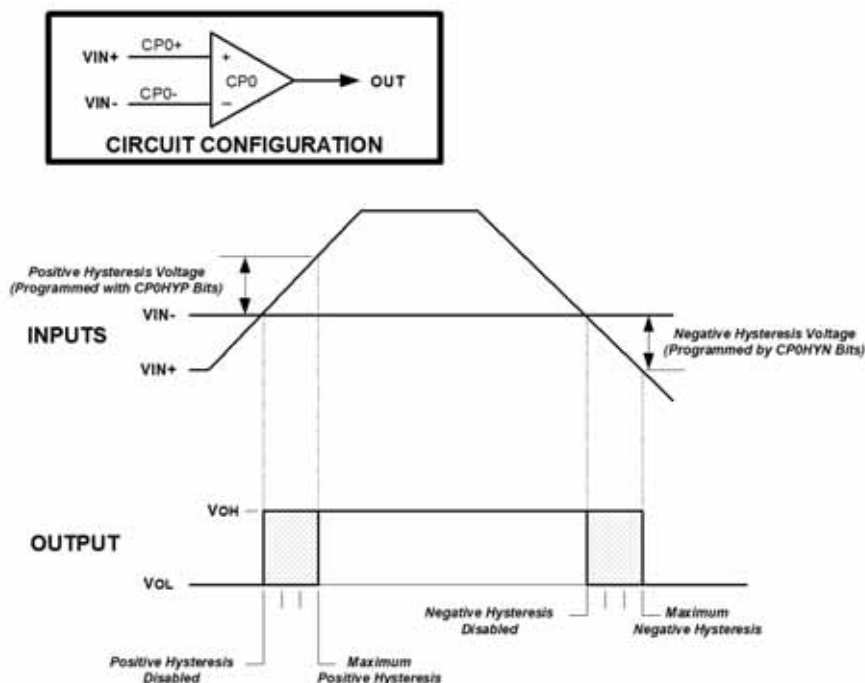 VIN+
CP0+
+
CP0
VIN-
CP0-
_
OUT
CIRCUIT CONFIGURATION
Positive Hysteresis Voltage
(Programmed with CP0HYP Bits)
VIN-
INPUTS
VIN+
Negative Hysteresis Voltage
(Programmed by CP0HYN Bits)
VOH
OUTPUT
VOL
Negative Hysteresis
Disabled
Maximum
Negative Hysteresis
Positive Hysteresis
Disabled
Maximum
Positive Hysteresis